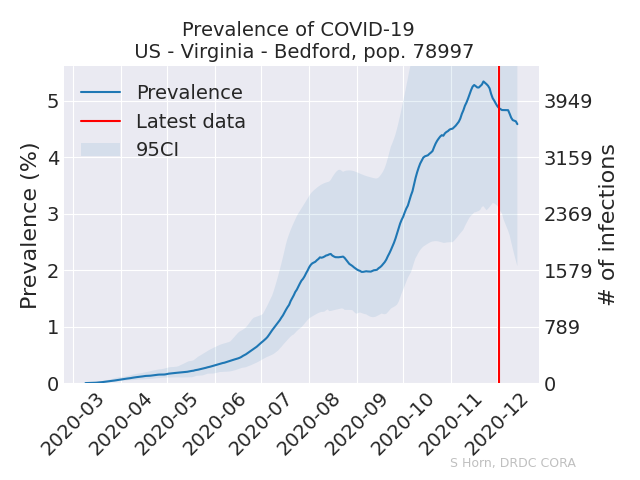 Prevalence of COVID-19
US - Virginia - Bedford, pop. 78997
Prevalence
Latest data
95CI
Prevalence (%)
5
4
3
2
1
0
3949
3159
2369
1579
789
0
# of infections
2020-03
2020-04
2020-05
2020-06
2020-07
2020-08
2020-09
2020-10
2020-11
2020-12
S Horn, DRDC CORA